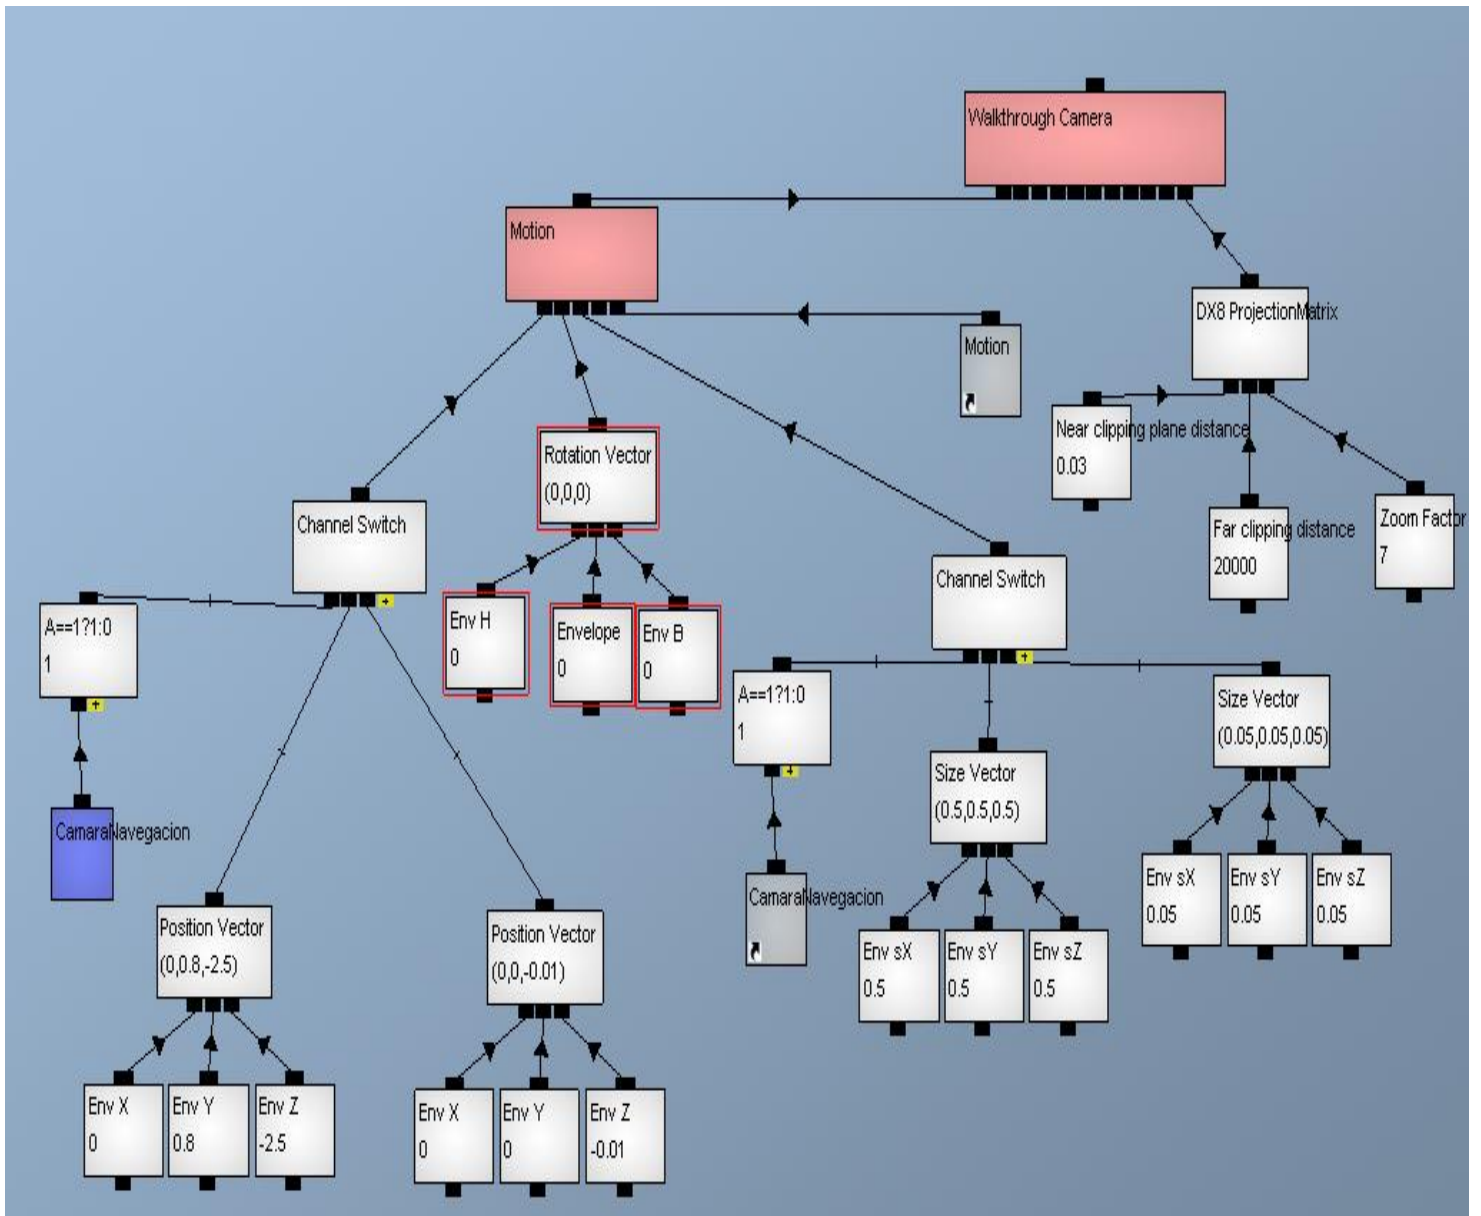 Walkthrough Camera
Motion
DX8 ProjectionMatrix
Motion
Near clipping plane distance
0.03
Rotation Vector
(0,0,0)
Far clipping distance
20000
Zoom Factor
7
Channel Switch
Channel Switch
A==1?1:0
1
Env H
0
Envelope
0
Env B
0
A==1?1:0
1
Size Vector
(0.05,0.05,0.05)
Size Vector
(0.5,0.5,0.5)
CamaraNavegacion
CamaraNavegacion
Env sX
0.05
Env sY
0.05
Env sZ
0.05
Position Vector
(0,0.8,-2.5)
Position Vector
(0,0,-0.01)
Env sX
0.5
Env sY
0.5
Env sZ
0.5
Env X
0
Env Y
0.8
Env Z
-2.5
Env X
0
Env Y
0
Env Z
-0.01